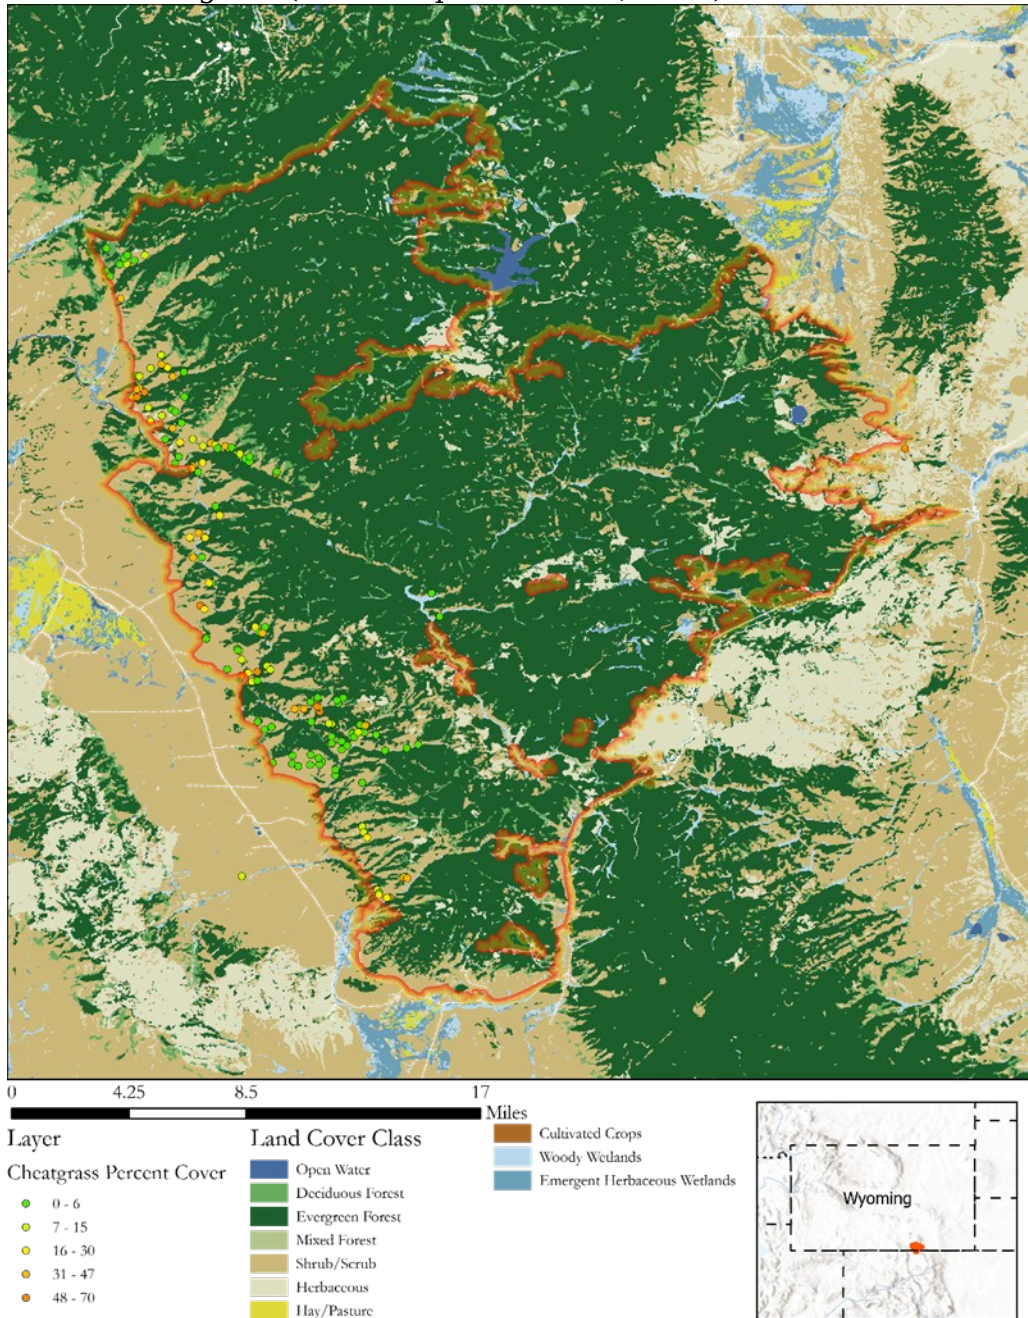 0 4.25 8.5 17
Miles
Layer
Cheatgrass Percent Cover
0 - 6
7 - 15
16 - 30
31 - 47
48 - 70
Land Cover Class
Open Water
Deciduous Forest
Evergreen Forest
Mixed Forest
Shrub/Scrub
Herbaceous
Hay/Pasture
Cultivated Crops
Woody Wetlands
Emergent Herbaceous Wetlands
Wyoming